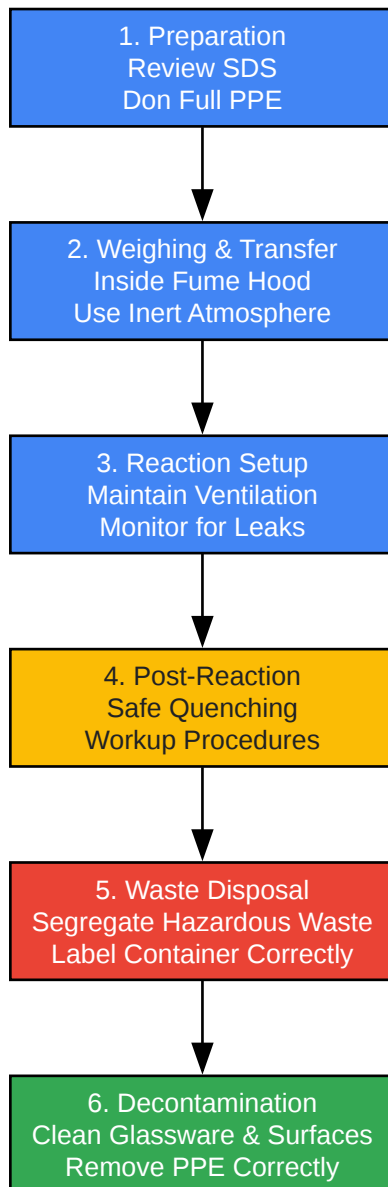 1. Preparation
Review SDS
Don Full PPE
2. Weighing & Transfer
Inside Fume Hood
Use Inert Atmosphere
3. Reaction Setup
Maintain Ventilation
Monitor for Leaks
4. Post-Reaction
Safe Quenching
Workup Procedures
5. Waste Disposal
Segregate Hazardous Waste
Label Container Correctly
6. Decontamination
Clean Glassware & Surfaces
Remove PPE Correctly